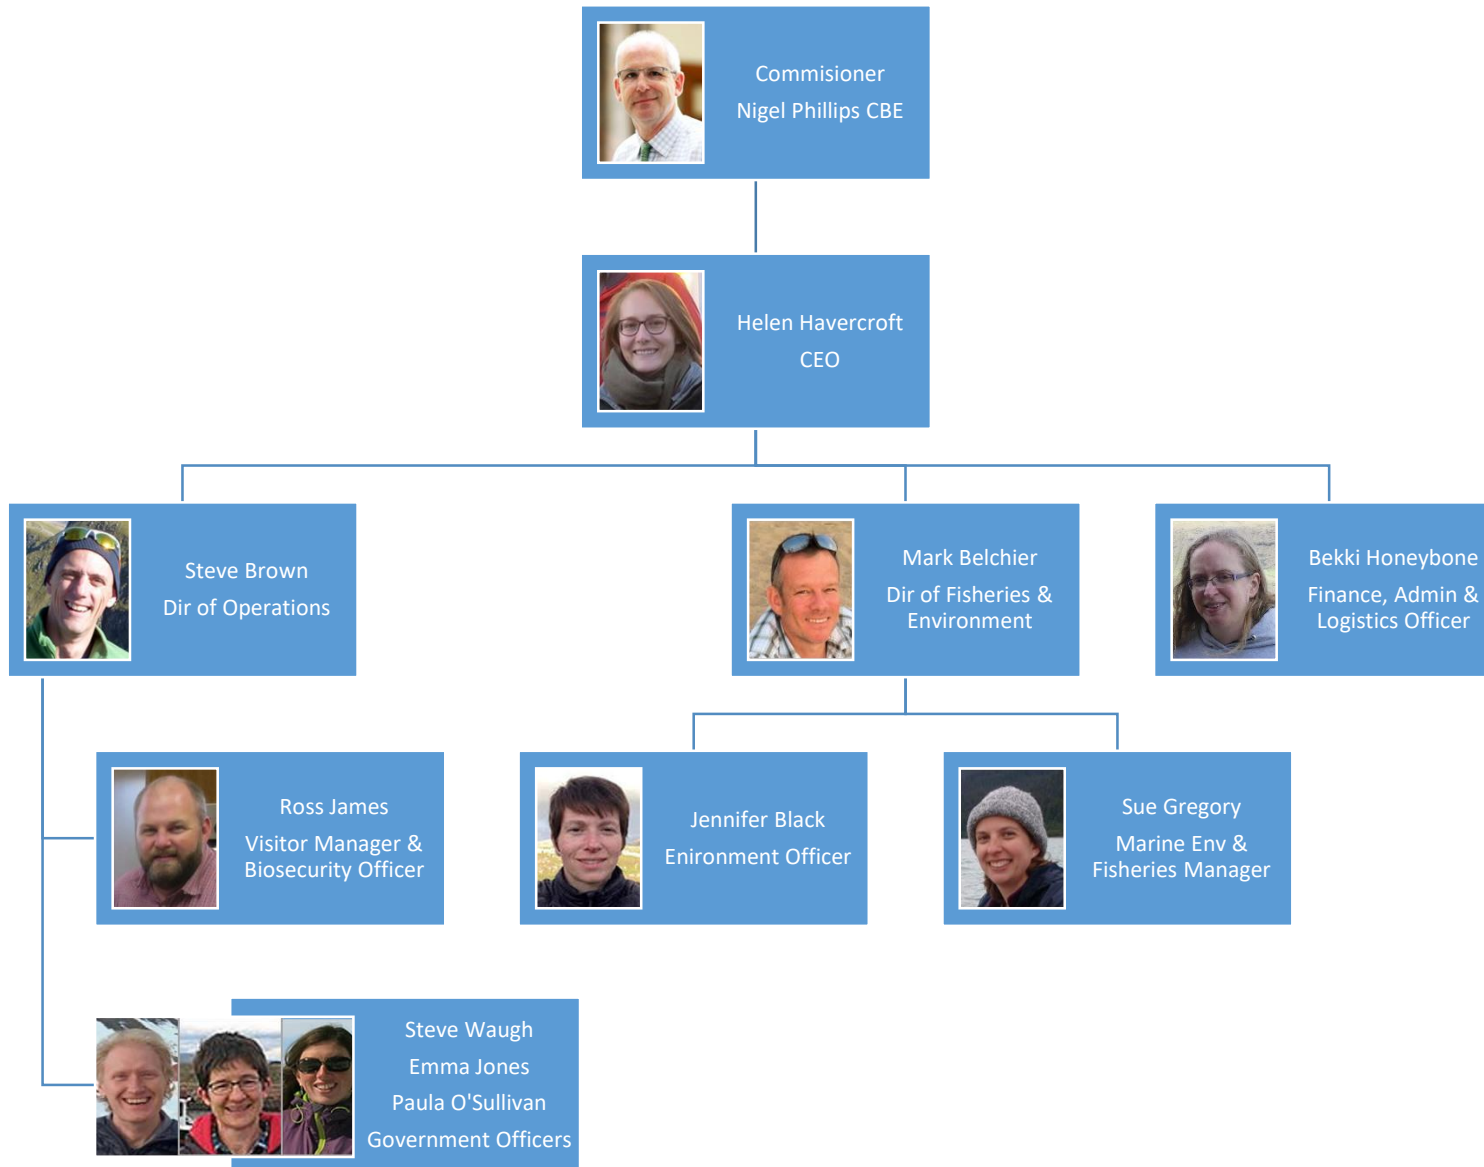 Commisioner
Nigel Phillips CBE
Helen Havercroft
CEO
Steve Brown
Dir of Operations
Mark Belchier
Dir of Fisheries &
Environment
Bekki Honeybone
Finance, Admin &
Logistics Officer
Ross James
Visitor Manager &
Biosecurity Officer
Jennifer Black
Enironment Officer
Sue Gregory
Marine Env &
Fisheries Manager
Steve Waugh
Emma Jones
Paula O'Sullivan
Government Officers